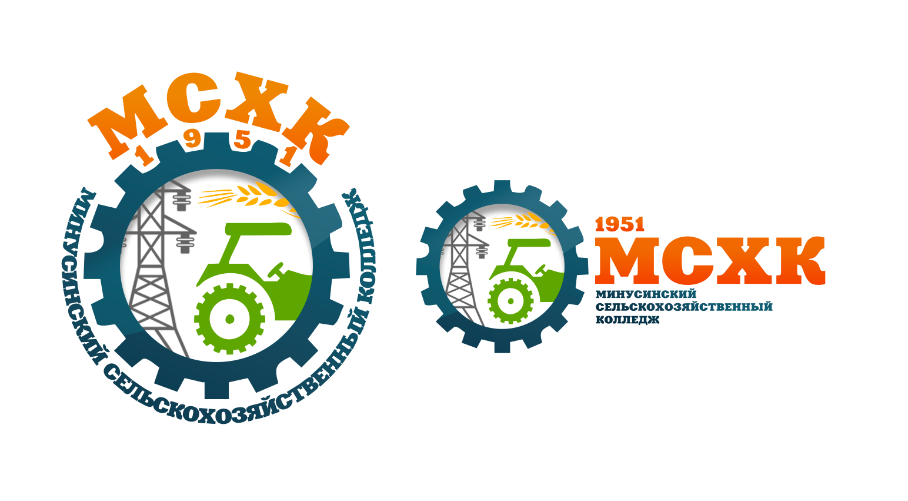 МСХК
1951
МИНУСИНСКИЙ СЕЛЬСКОХОЗЯЙСТВЕННЫЙ КОЛЛЕДЖ
1951
МСХК
МИНУСИНСКИЙ
СЕЛЬСКОХОЗЯЙСТВЕННЫЙ
КОЛЛЕДЖ